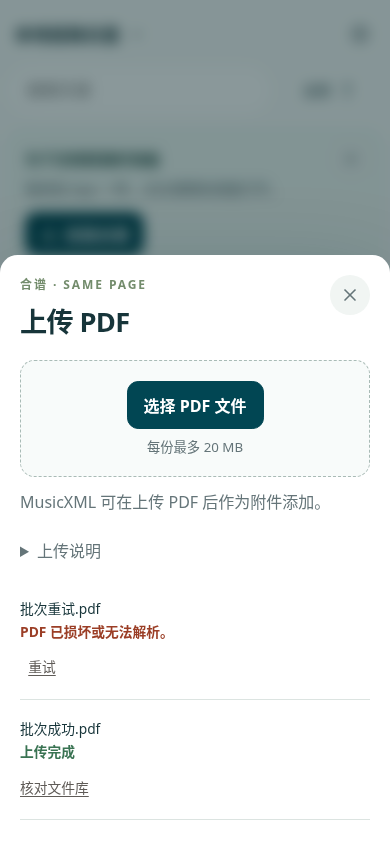 合谱 · SAME PAGE
上传 PDF
选择 PDF 文件
每份最多 20 MB
MusicXML 可在上传 PDF 后作为附件添加。
▶ 上传说明
批次重试.pdf
PDF 已损坏或无法解析。
重试
批次成功.pdf
上传完成
核对文件库